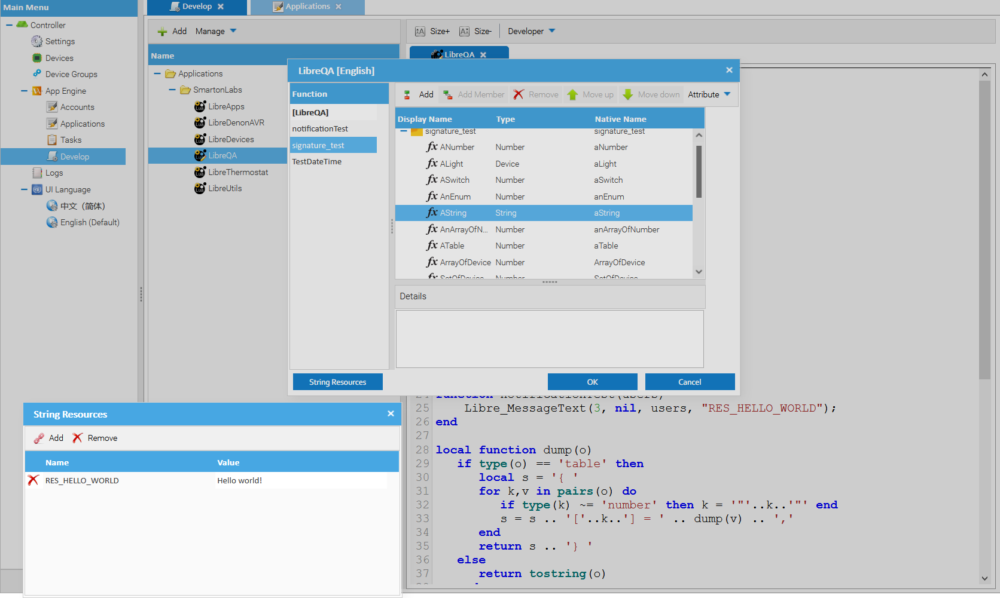 Main Menu
Controller
Settings
Devices
Device Groups
App Engine
Accounts
Applications
Tasks
Develop
Logs
UI Language
中文（简体）
English (Default)
Develop
Applications
Add
Manage
Name
Applications
SmartonLabs
LibreApps
LibreDenonAVR
LibreDevices
LibreQA
LibreThermostat
LibreUtils
Size+
Size-
Developer
LibreQA
LibreQA [English]
Function
[LibreQA]
notificationTest
signature_test
TestDateTime
Add
Add Member
Remove
Move up
Move down
Attribute
Display Name Type Native Name
signature_test signature_test
ANumber Number aNumber
ALight Device aLight
ASwitch Number aSwitch
AnEnum Number anEnum
AString String aString
AnArrayOfN... Number anArrayOfNumber
ATable Number aTable
ArrayOfDevice Number ArrayOfDevice
SetOfDevice Number SetOfDevice
Details
String Resources
OK
Cancel
24 function notificationTest(users)
25 Libre_MessageText(3, nil, users, "RES_HELLO_WORLD");
26 end
27
28 local function dump(o)
29 if type(o) == 'table' then
30 local s = '{ '
31 for k,v in pairs(o) do
32 if type(k) ~= 'number' then k = '"'..k..'"' end
33 s = s .. '['..k..'] = ' .. dump(v) .. ','
34 end
35 return s .. '} '
36 else
37 return tostring(o)
String Resources
Add
Remove
Name Value
RES_HELLO_WORLD Hello world!